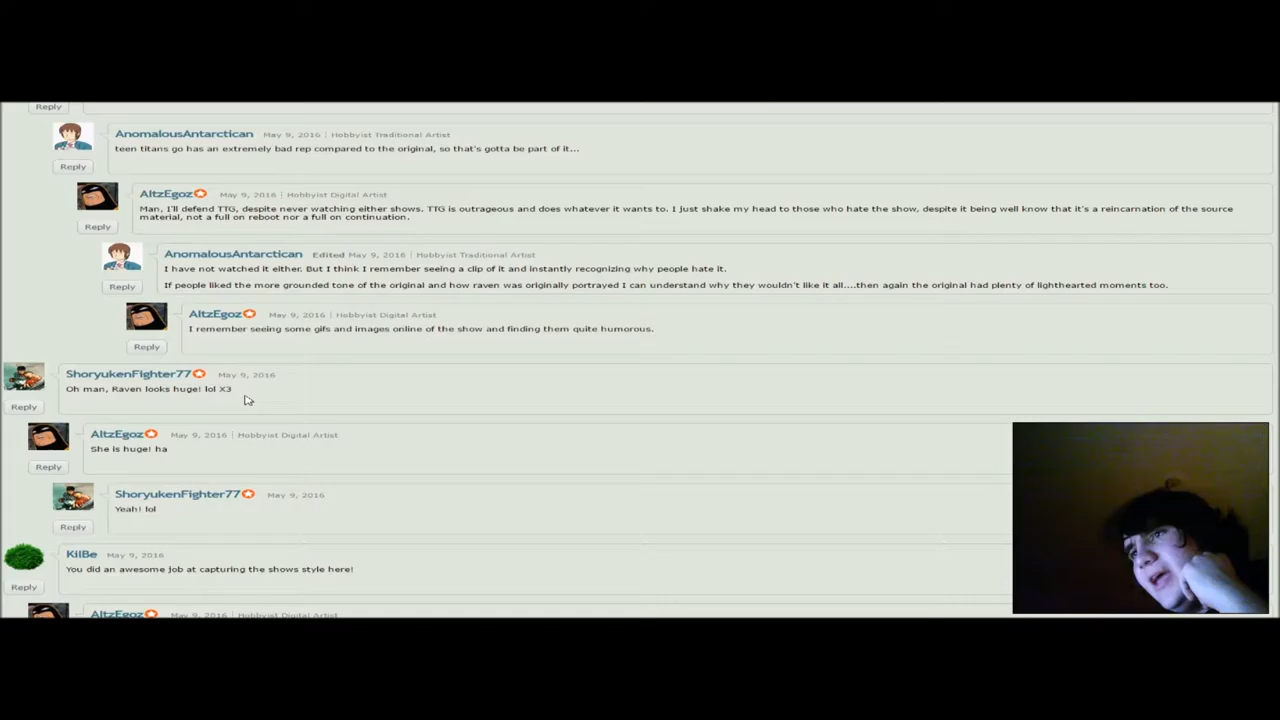 Reply
AnomalousAntarctican May 9, 2016 | Hobbyist Traditional Artist
teen titans go has an extremely bad rep compared to the original, so that's gotta be part of it...
Reply
AltzEgoz May 9, 2016 | Hobbyist Digital Artist
Man, I'll defend TTG, despite never watching either shows. TTG is outrageous and does whatever it wants to. I just shake my head to those who hate the show, despite it being well know that it's a reincarnation of the source
material, not a full on reboot nor a full on continuation.
Reply
AnomalousAntarctican Edited May 9, 2016 | Hobbyist Traditional Artist
I have not watched it either. But I think I remember seeing a clip of it and instantly recognizing why people hate it.
If people liked the more grounded tone of the original and how raven was originally portrayed I can understand why they wouldn't like it all....then again the original had plenty of lighthearted moments too.
Reply
AltzEgoz May 9, 2016 | Hobbyist Digital Artist
I remember seeing some gifs and images online of the show and finding them quite humorous.
Reply
ShoryukenFighter77 May 9, 2016
Oh man, Raven looks huge! lol X3
Reply
AltzEgoz May 9, 2016 | Hobbyist Digital Artist
She is huge! ha
Reply
ShoryukenFighter77 May 9, 2016
Yeah! lol
Reply
KilBe May 9, 2016
You did an awesome job at capturing the shows style here!
Reply
AltzEgoz May 9, 2016 | Hobbyist Digital Artist